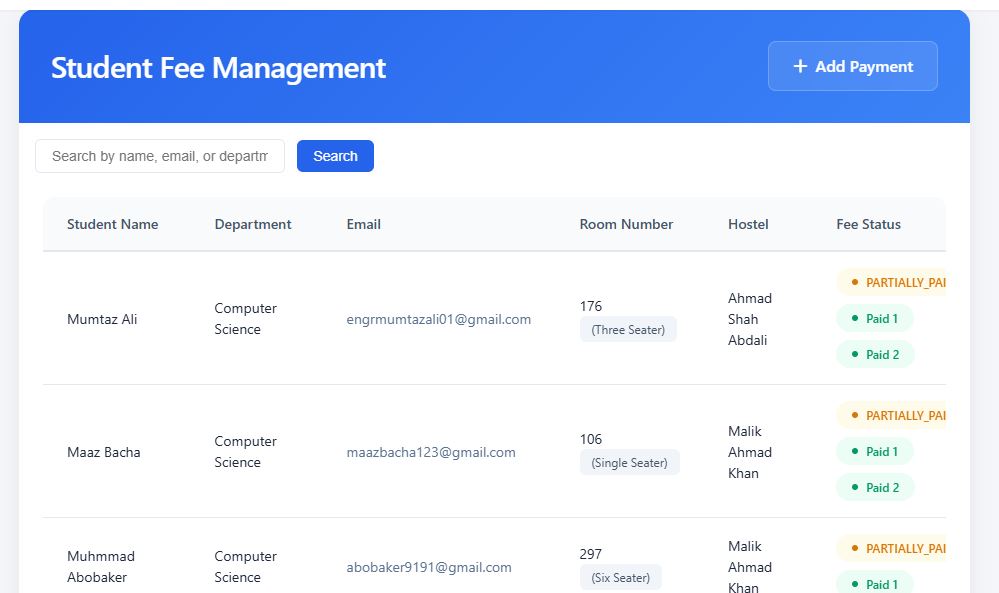 Student Fee Management
+ Add Payment
Search by name, email, or departm
Search
Student Name Department Email Room Number Hostel Fee Status
Mumtaz Ali
Computer
Science
engrmumtazali01@gmail.com
176
(Three Seater)
Ahmad
Shah
Abdali
PARTIALLY_PAI
Paid 1
Paid 2
Maaz Bacha
Computer
Science
maazbacha123@gmail.com
106
(Single Seater)
Malik
Ahmad
Khan
PARTIALLY_PAI
Paid 1
Paid 2
Muhmmad
Abobaker
Computer
Science
abobaker9191@gmail.com
297
(Six Seater)
Malik
Ahmad
Khan
PARTIALLY_PAI
Paid 1